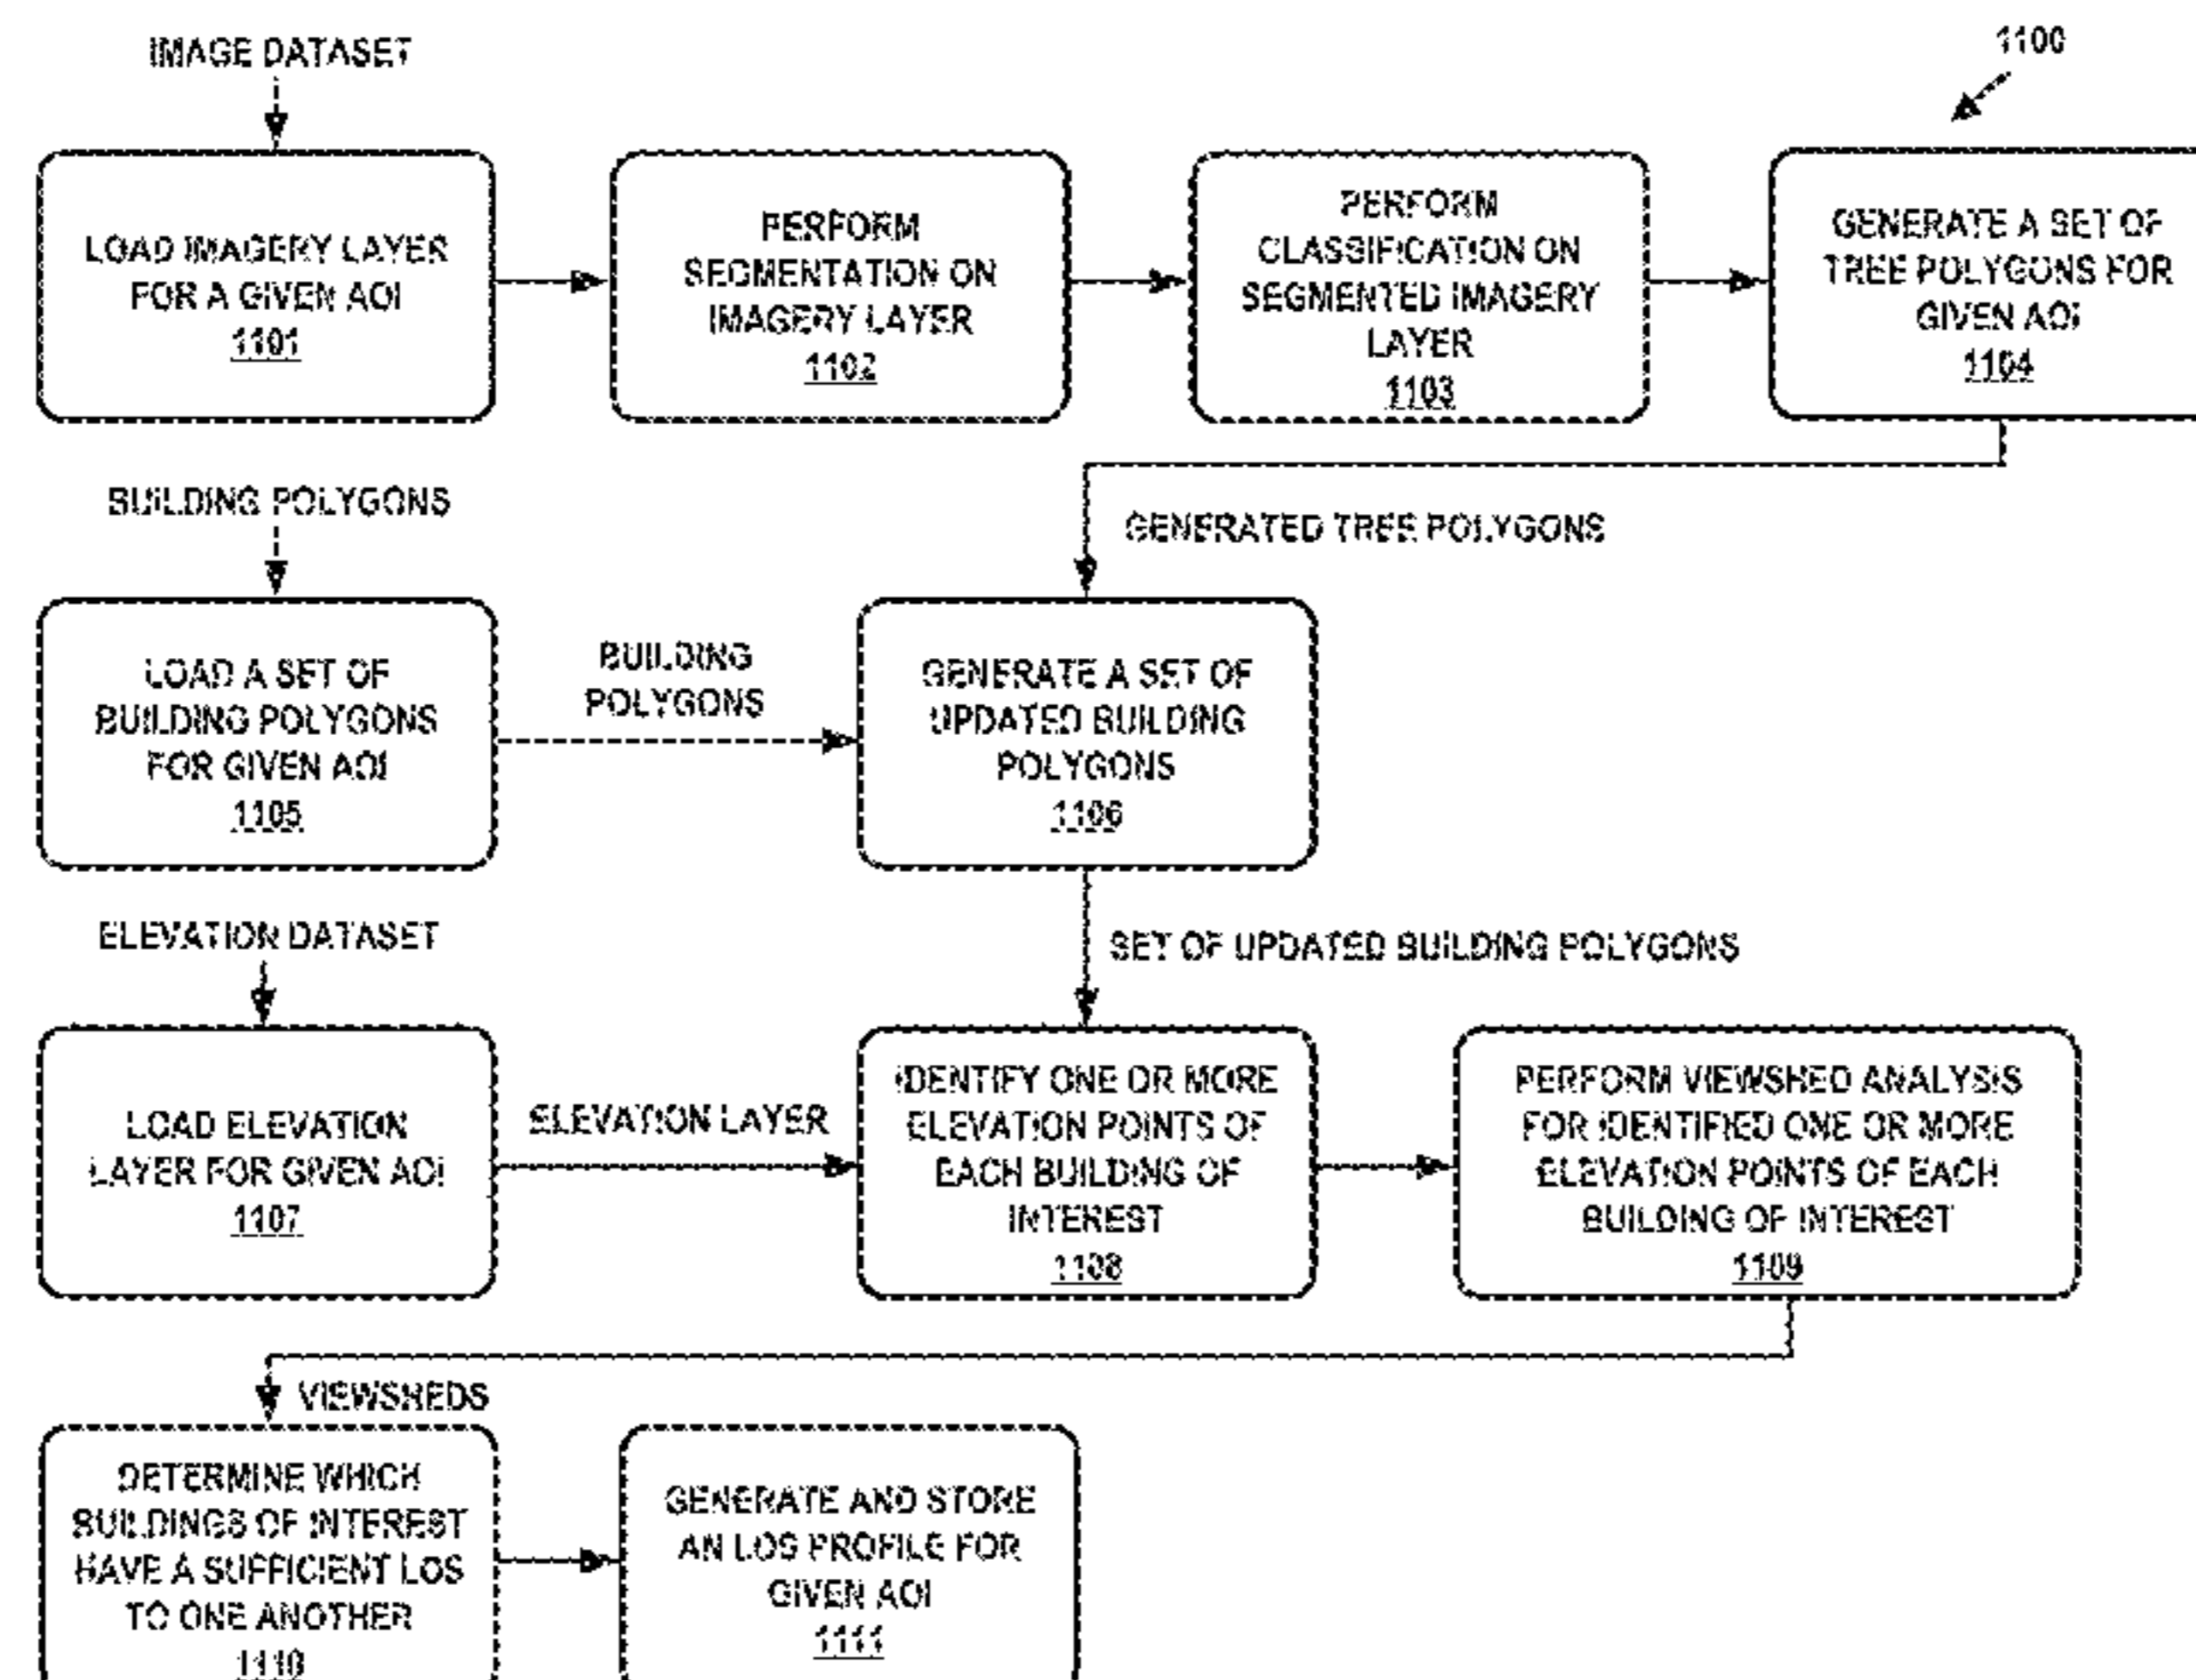 IMAGE DATASET
1100
LOAD IMAGERY LAYER
FOR A GIVEN AOI
1101
PERFORM
SEGMENTATION ON
IMAGERY LAYER
1102
PERFORM
CLASSIFICATION ON
SEGMENTED IMAGERY
LAYER
1103
GENERATE A SET OF
TREE POLYGONS FOR
GIVEN AOI
1104
BUILDING POLYGONS
GENERATED TREE POLYGONS
LOAD A SET OF
BUILDING POLYGONS
FOR GIVEN AOI
1105
BUILDING
POLYGONS
GENERATE A SET OF
UPDATED BUILDING
POLYGONS
1106
ELEVATION DATASET
SET OF UPDATED BUILDING POLYGONS
LOAD ELEVATION
LAYER FOR GIVEN AOI
1107
ELEVATION LAYER
IDENTIFY ONE OR MORE
ELEVATION POINTS OF
EACH BUILDING OF
INTEREST
1108
PERFORM VIEWSHED ANALYSIS
FOR IDENTIFIED ONE OR MORE
ELEVATION POINTS OF EACH
BUILDING OF INTEREST
1109
VIEWSHEDS
DETERMINE WHICH
BUILDINGS OF INTEREST
HAVE A SUFFICIENT LOS
TO ONE ANOTHER
1110
GENERATE AND STORE
AN LOS PROFILE FOR
GIVEN AOI
1111